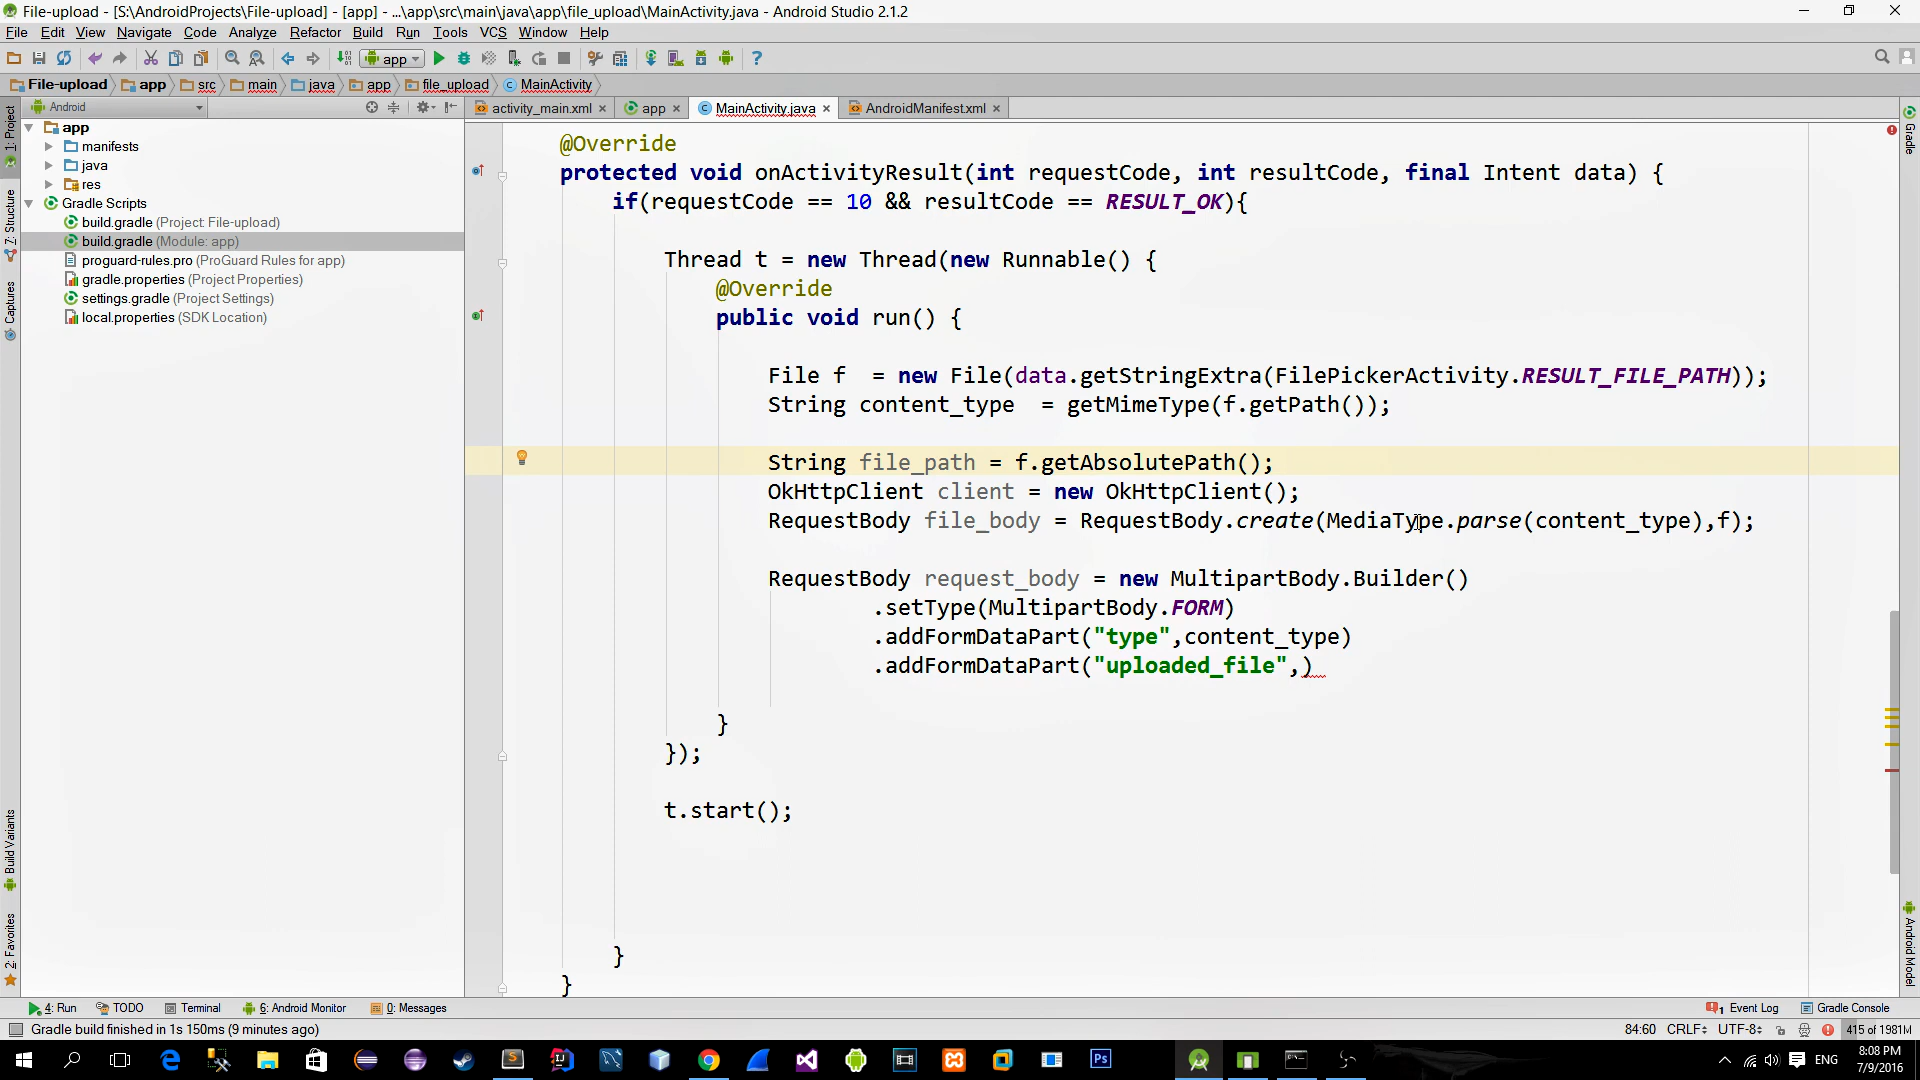 File-upload - [S:\AndroidProjects\File-upload] - [app] - ...\app\src\main\java\app\file_upload\MainActivity.java - Android Studio 2.1.2
File Edit View Navigate Code Analyze Refactor Build Run Tools VCS Window Help
app
File-upload app src main java app file_upload MainActivity
Android
activity_main.xml app MainActivity.java AndroidManifest.xml
1: Project
Z: Structure
Captures
Build Variants
2: Favorites
app
manifests
java
res
Gradle Scripts
build.gradle (Project: File-upload)
build.gradle (Module: app)
proguard-rules.pro (ProGuard Rules for app)
gradle.properties (Project Properties)
settings.gradle (Project Settings)
local.properties (SDK Location)
@Override
protected void onActivityResult(int requestCode, int resultCode, final Intent data) {
if(requestCode == 10 && resultCode == RESULT_OK){
Thread t = new Thread(new Runnable() {
@Override
public void run() {
File f  = new File(data.getStringExtra(FilePickerActivity.RESULT_FILE_PATH));
String content_type  = getMimeType(f.getPath());
String file_path = f.getAbsolutePath();
OkHttpClient client = new OkHttpClient();
RequestBody file_body = RequestBody.create(MediaType.parse(content_type),f);
RequestBody request_body = new MultipartBody.Builder()
.setType(MultipartBody.FORM)
.addFormDataPart("type",content_type)
.addFormDataPart("uploaded_file",)
}
});
t.start();
}
}
Gradle
Android Model
4: Run TODO Terminal 6: Android Monitor 0: Messages
1 Event Log Gradle Console
Gradle build finished in 1s 150ms (9 minutes ago)
84:60 CRLF UTF-8 415 of 1981M
Ps
ENG
8:08 PM
7/9/2016